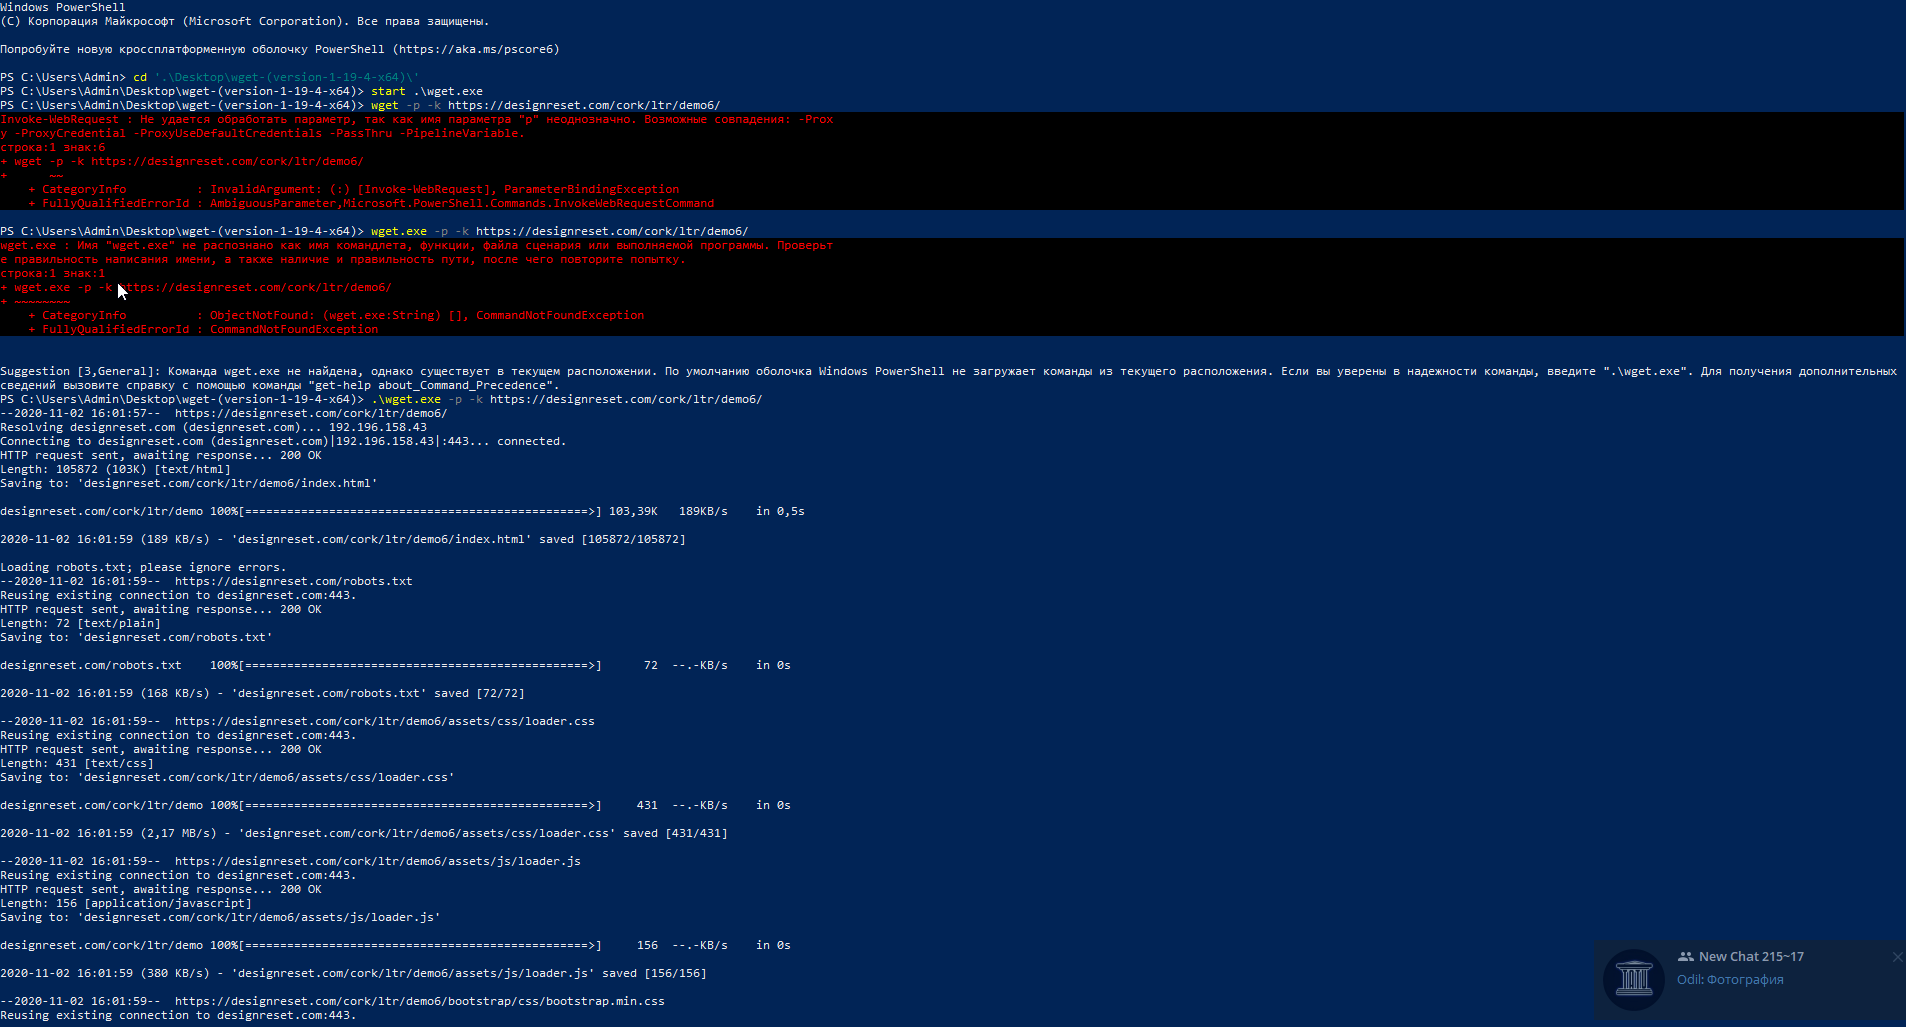 Windows PowerShell
(C) Корпорация Майкрософт (Microsoft Corporation). Все права защищены.
Попробуйте новую кроссплатформенную оболочку PowerShell (https://aka.ms/pscore6)
PS C:\Users\Admin> cd '.\Desktop\wget-(version-1-19-4-x64)\'
PS C:\Users\Admin\Desktop\wget-(version-1-19-4-x64)> start .\wget.exe
PS C:\Users\Admin\Desktop\wget-(version-1-19-4-x64)> wget -p -k https://designreset.com/cork/ltr/demo6/
Invoke-WebRequest : Не удается обработать параметр, так как имя параметра "p" неоднозначно. Возможные совпадения: -Prox
y -ProxyCredential -ProxyUseDefaultCredentials -PassThru -PipelineVariable.
строка:1 знак:6
+ wget -p -k https://designreset.com/cork/ltr/demo6/
+      ~~
    + CategoryInfo          : InvalidArgument: (:) [Invoke-WebRequest], ParameterBindingException
    + FullyQualifiedErrorId : AmbiguousParameter,Microsoft.PowerShell.Commands.InvokeWebRequestCommand
PS C:\Users\Admin\Desktop\wget-(version-1-19-4-x64)> wget.exe -p -k https://designreset.com/cork/ltr/demo6/
wget.exe : Имя "wget.exe" не распознано как имя командлета, функции, файла сценария или выполняемой программы. Проверьт
е правильность написания имени, а также наличие и правильность пути, после чего повторите попытку.
строка:1 знак:1
+ wget.exe -p -k https://designreset.com/cork/ltr/demo6/
+ ~~~~~~~~
    + CategoryInfo          : ObjectNotFound: (wget.exe:String) [], CommandNotFoundException
    + FullyQualifiedErrorId : CommandNotFoundException
Suggestion [3,General]: Команда wget.exe не найдена, однако существует в текущем расположении. По умолчанию оболочка Windows PowerShell не загружает команды из текущего расположения. Если вы уверены в надежности команды, введите ".\wget.exe". Для получения дополнительных
сведений вызовите справку с помощью команды "get-help about_Command_Precedence".
PS C:\Users\Admin\Desktop\wget-(version-1-19-4-x64)> .\wget.exe -p -k https://designreset.com/cork/ltr/demo6/
--2020-11-02 16:01:57--  https://designreset.com/cork/ltr/demo6/
Resolving designreset.com (designreset.com)... 192.196.158.43
Connecting to designreset.com (designreset.com)|192.196.158.43|:443... connected.
HTTP request sent, awaiting response... 200 OK
Length: 105872 (103K) [text/html]
Saving to: 'designreset.com/cork/ltr/demo6/index.html'
designreset.com/cork/ltr/demo 100%[=================================================>] 103,39K   189KB/s    in 0,5s
2020-11-02 16:01:59 (189 KB/s) - 'designreset.com/cork/ltr/demo6/index.html' saved [105872/105872]
Loading robots.txt; please ignore errors.
--2020-11-02 16:01:59--  https://designreset.com/robots.txt
Reusing existing connection to designreset.com:443.
HTTP request sent, awaiting response... 200 OK
Length: 72 [text/plain]
Saving to: 'designreset.com/robots.txt'
designreset.com/robots.txt    100%[=================================================>]      72  --.-KB/s    in 0s
2020-11-02 16:01:59 (168 KB/s) - 'designreset.com/robots.txt' saved [72/72]
--2020-11-02 16:01:59--  https://designreset.com/cork/ltr/demo6/assets/css/loader.css
Reusing existing connection to designreset.com:443.
HTTP request sent, awaiting response... 200 OK
Length: 431 [text/css]
Saving to: 'designreset.com/cork/ltr/demo6/assets/css/loader.css'
designreset.com/cork/ltr/demo 100%[=================================================>]     431  --.-KB/s    in 0s
2020-11-02 16:01:59 (2,17 MB/s) - 'designreset.com/cork/ltr/demo6/assets/css/loader.css' saved [431/431]
--2020-11-02 16:01:59--  https://designreset.com/cork/ltr/demo6/assets/js/loader.js
Reusing existing connection to designreset.com:443.
HTTP request sent, awaiting response... 200 OK
Length: 156 [application/javascript]
Saving to: 'designreset.com/cork/ltr/demo6/assets/js/loader.js'
designreset.com/cork/ltr/demo 100%[=================================================>]     156  --.-KB/s    in 0s
2020-11-02 16:01:59 (380 KB/s) - 'designreset.com/cork/ltr/demo6/assets/js/loader.js' saved [156/156]
--2020-11-02 16:01:59--  https://designreset.com/cork/ltr/demo6/bootstrap/css/bootstrap.min.css
Reusing existing connection to designreset.com:443.
New Chat 215~17
Odil: Фотография